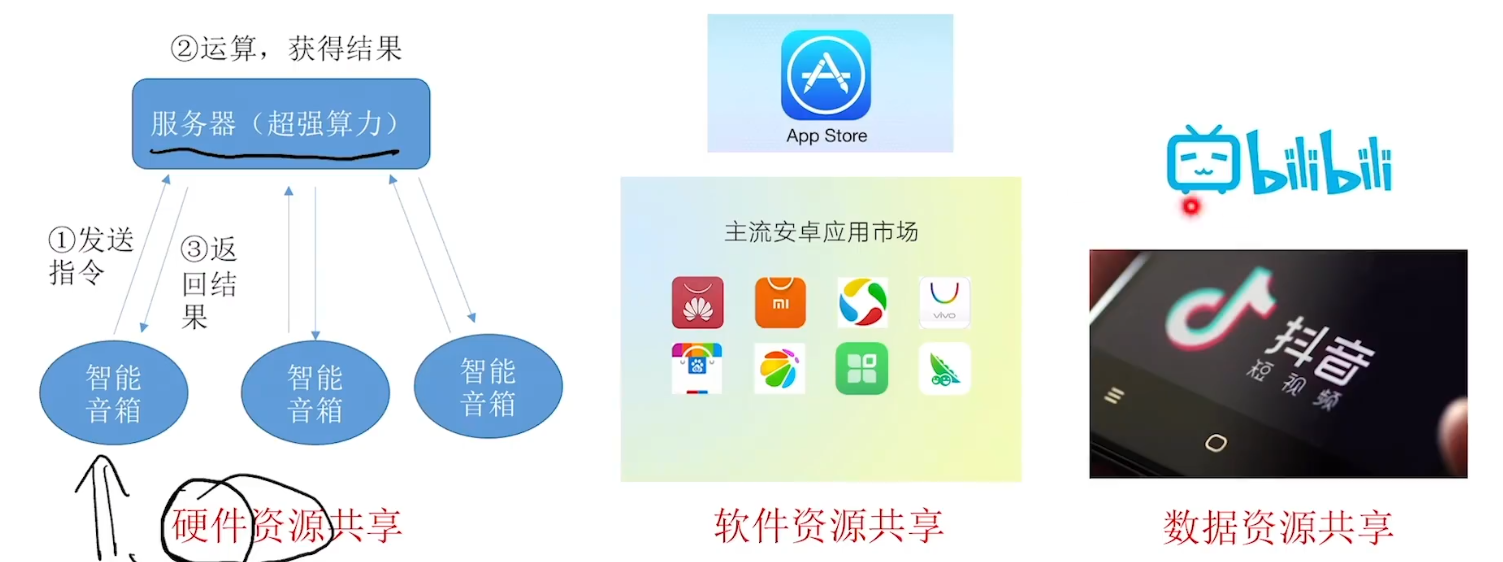 ②运算，获得结果
服务器（超强算力）
①发送
指令
③返
回结
果
智能
音箱
智能
音箱
智能
音箱
硬件资源共享
App Store
主流安卓应用市场
mi
vivo
软件资源共享
bilibili
抖音
短视频
数据资源共享